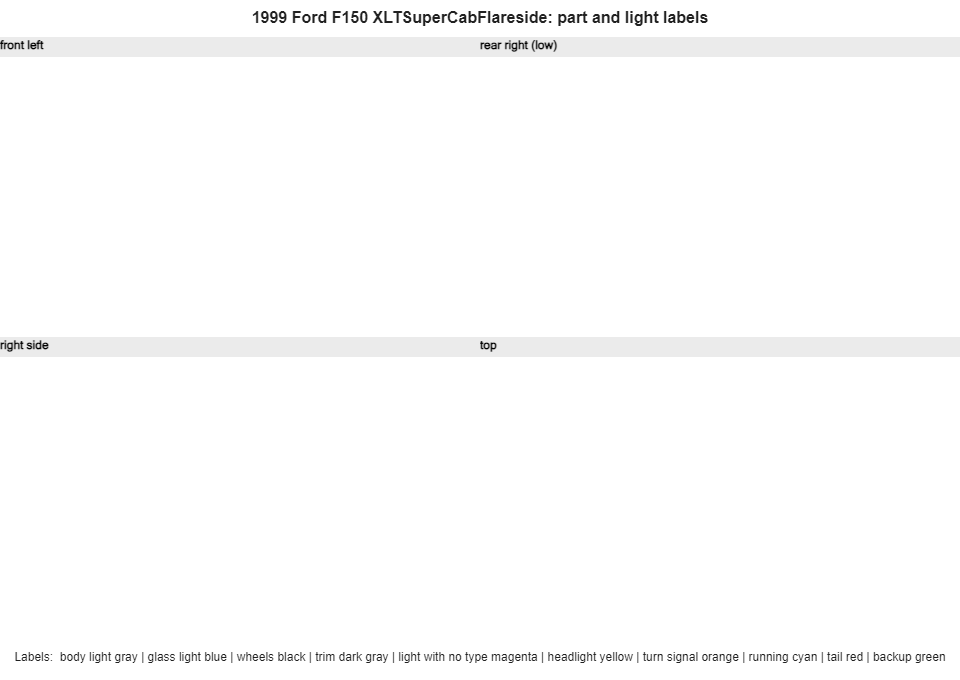 1999 Ford F150 XLTSuperCabFlareside: part and light labels
front left
rear right (low)
right side
top
Labels:  body light gray | glass light blue | wheels black | trim dark gray | light with no type magenta | headlight yellow | turn signal orange | running cyan | tail red | backup green